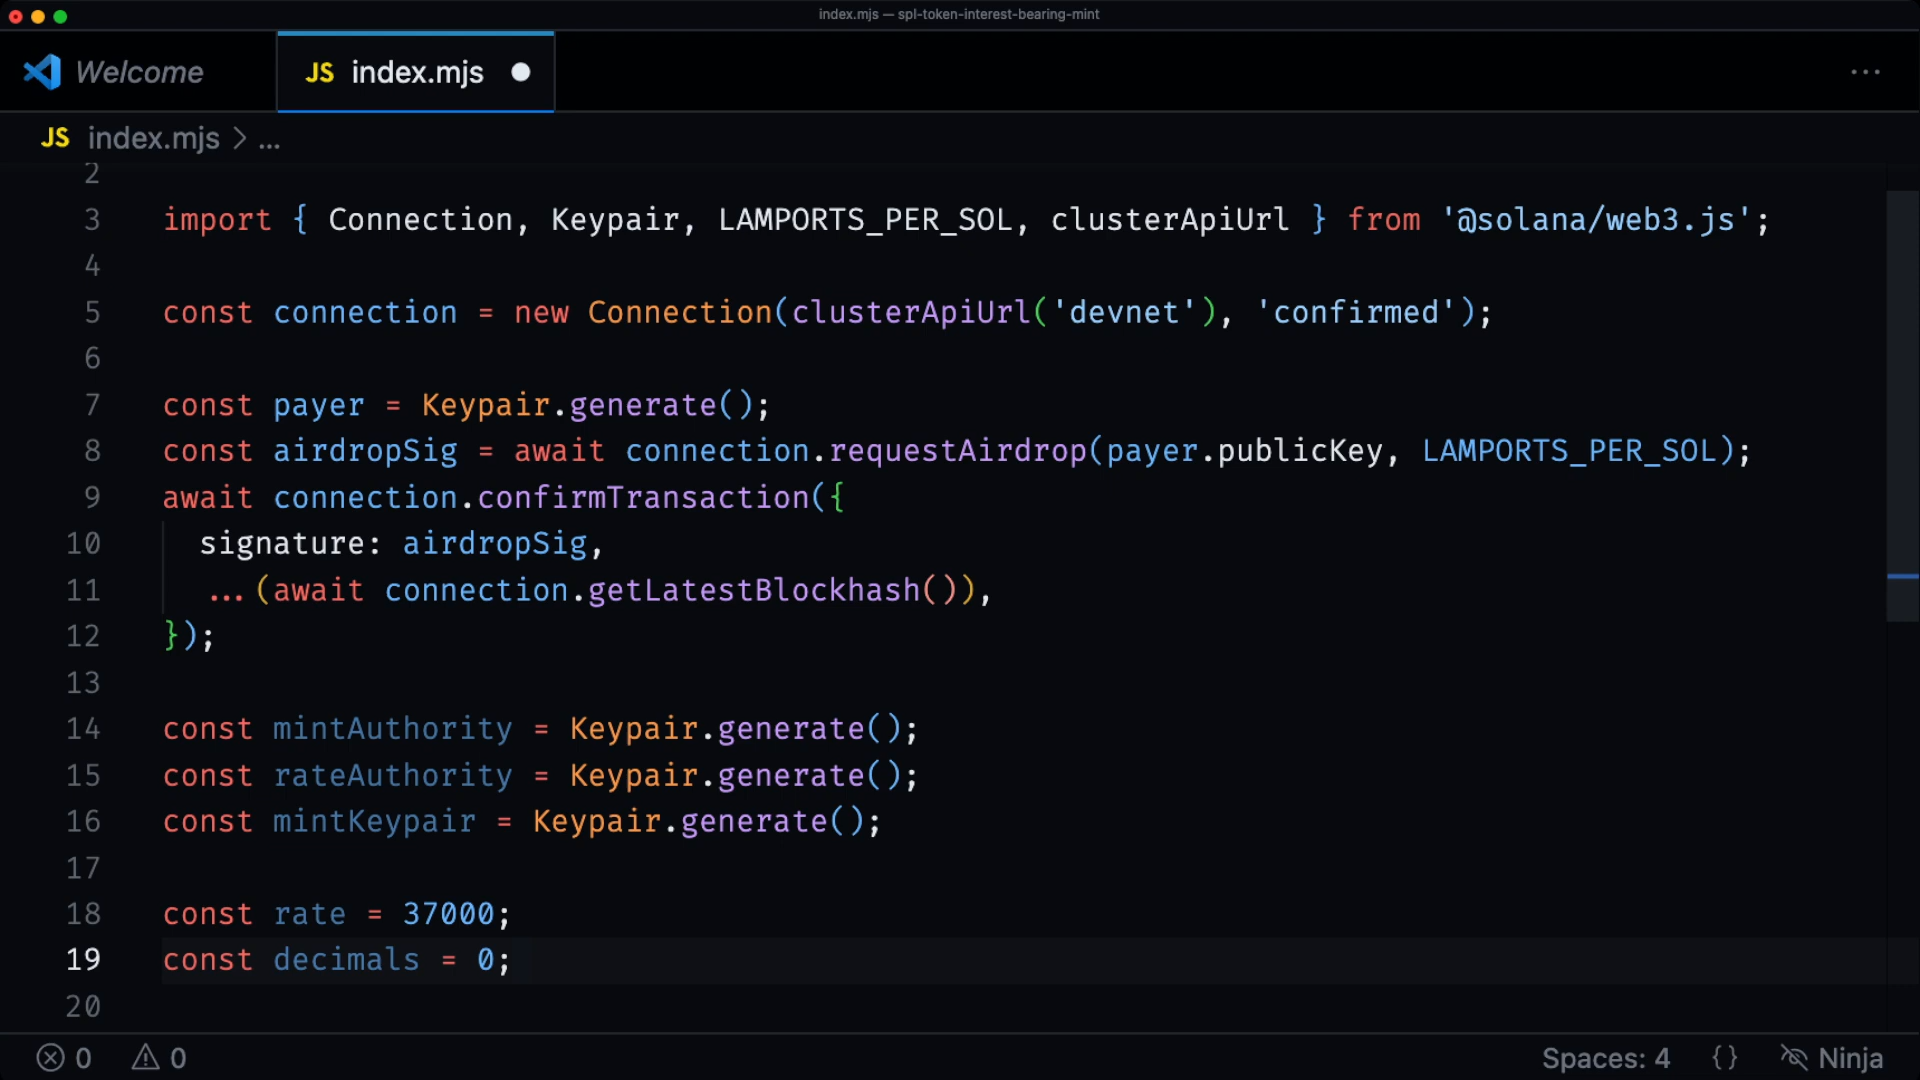 index.mjs — spl-token-interest-bearing-mint
Welcome
JS index.mjs
JS index.mjs > ...
2
3 import { Connection, Keypair, LAMPORTS_PER_SOL, clusterApiUrl } from '@solana/web3.js';
4
5 const connection = new Connection(clusterApiUrl('devnet'), 'confirmed');
6
7 const payer = Keypair.generate();
8 const airdropSig = await connection.requestAirdrop(payer.publicKey, LAMPORTS_PER_SOL);
9 await connection.confirmTransaction({
10 signature: airdropSig,
11 ...(await connection.getLatestBlockhash()),
12 });
13
14 const mintAuthority = Keypair.generate();
15 const rateAuthority = Keypair.generate();
16 const mintKeypair = Keypair.generate();
17
18 const rate = 37000;
19 const decimals = 0;
20
0 0 Spaces: 4 {} Ninja